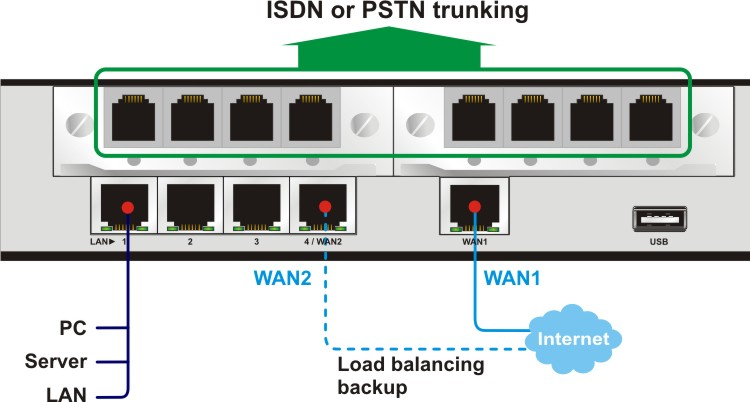 ISDN or PSTN trunking
LAN► 1 2 3 4 / WAN2 WAN1 USB
WAN2 WAN1
PC
Server
LAN
Internet
Load balancing
backup